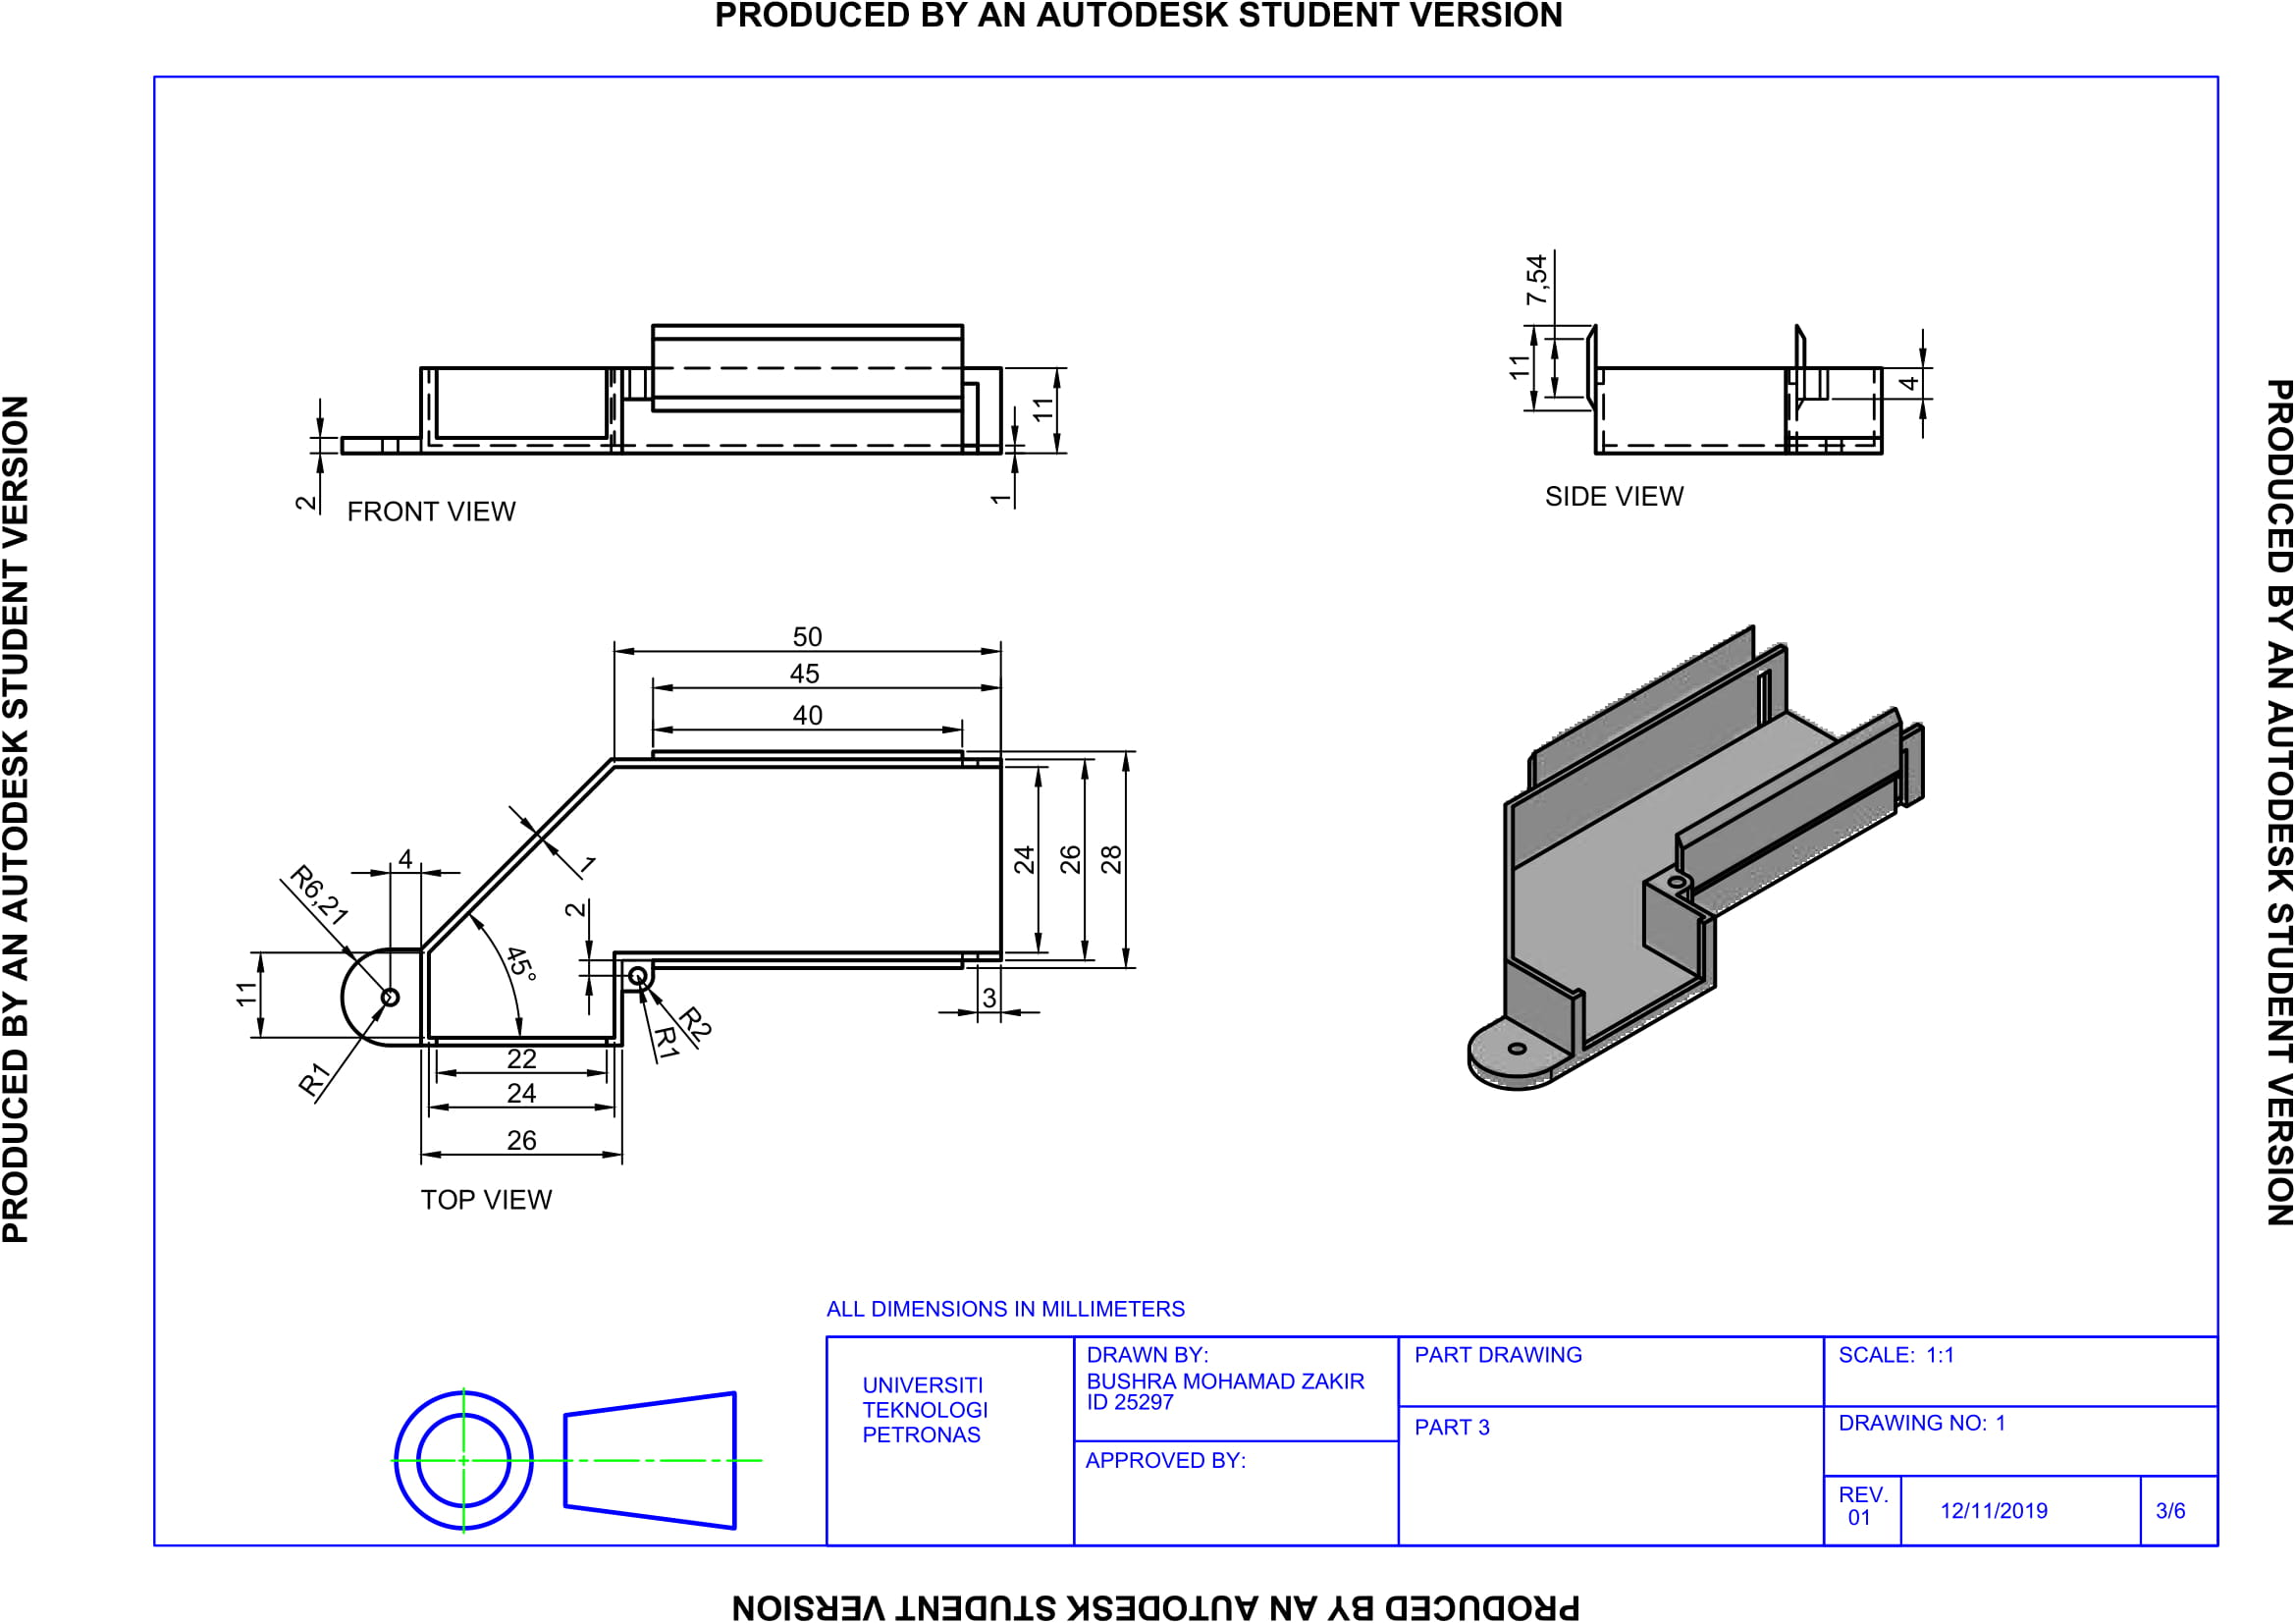 PRODUCED BY AN AUTODESK STUDENT VERSION
PRODUCED BY AN AUTODESK STUDENT VERSION
PRODUCED BY AN AUTODESK STUDENT VERSION
7,54
11
4
11
2
1
FRONT VIEW
SIDE VIEW
50
45
40
4
1
R6,21
2
24
26
28
45°
11
3
R2
R1
R1
22
24
26
TOP VIEW
ALL DIMENSIONS IN MILLIMETERS
UNIVERSITI
TEKNOLOGI
PETRONAS
DRAWN BY:
BUSHRA MOHAMAD ZAKIR
ID 25297
APPROVED BY:
PART DRAWING
PART 3
SCALE: 1:1
DRAWING NO: 1
REV.
01
12/11/2019
3/6
PRODUCED BY AN AUTODESK STUDENT VERSION